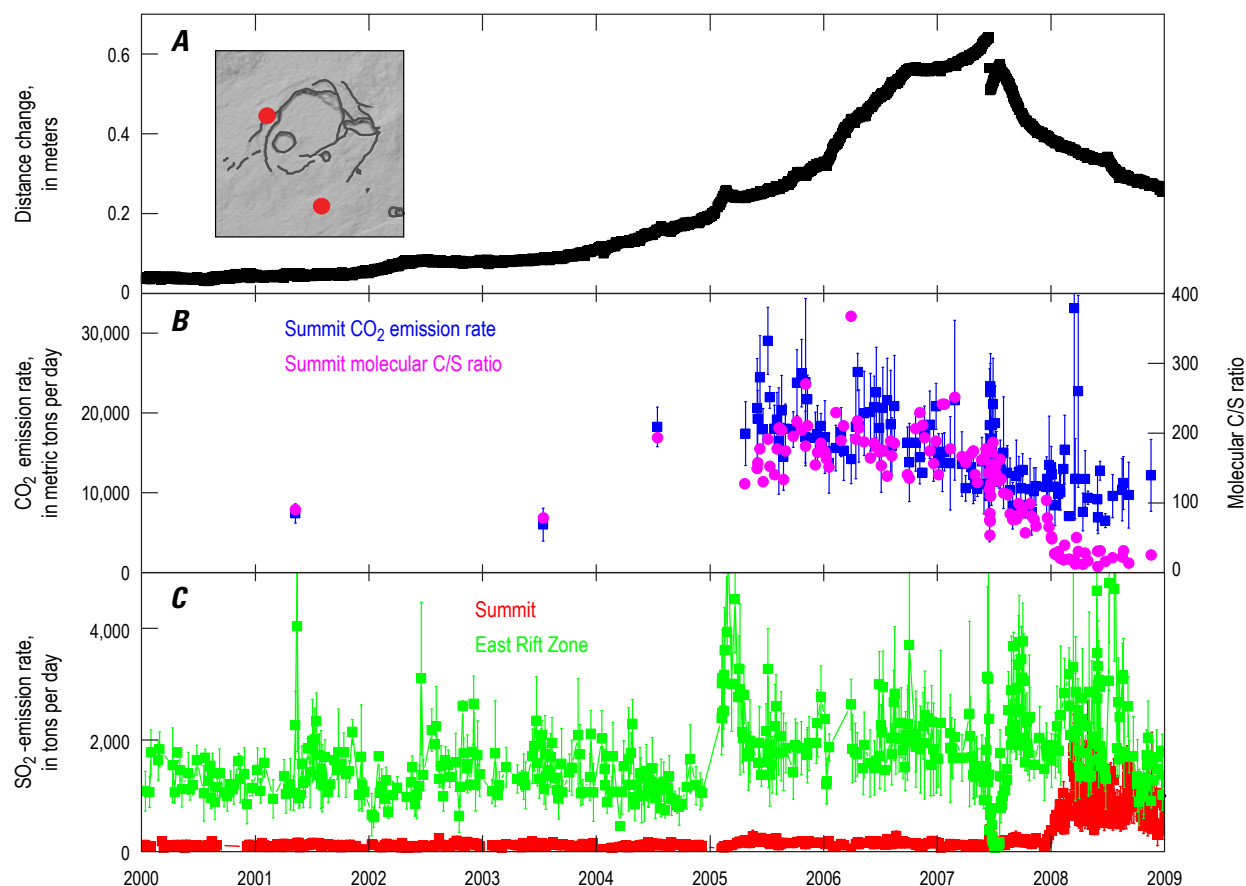 A
Distance change,
in meters
0.6
0.4
0.2
0
B
Summit CO2 emission rate
Summit molecular C/S ratio
CO2 emission rate,
in metric tons per day
30,000
20,000
10,000
0
400
300
200
100
0
Molecular C/S ratio
C
Summit
East Rift Zone
SO2-emission rate,
in tons per day
4,000
2,000
0
2000 2001 2002 2003 2004 2005 2006 2007 2008 2009